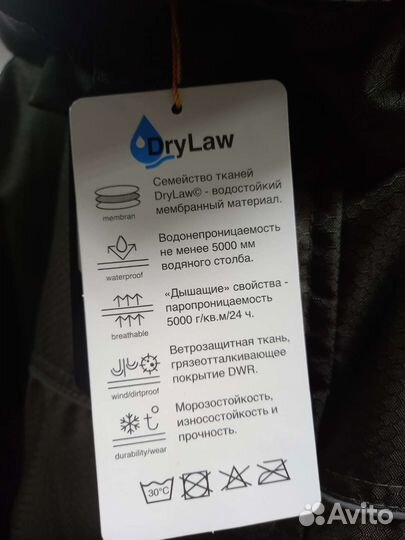 DryLaw
Семейство тканей
DryLaw© - водостойкий
мембранный материал.
membran
Водонепроницаемость
не менее 5000 мм
водяного столба.
waterproof
«Дышащие» свойства -
паропроницаемость
5000 г/кв.м/24 ч.
breathable
Ветрозащитная ткань,
грязеотталкивающее
покрытие DWR.
wind/dirtproof
Морозостойкость,
износостойкость и
прочность.
t°
durability/wear
30°C
Avito